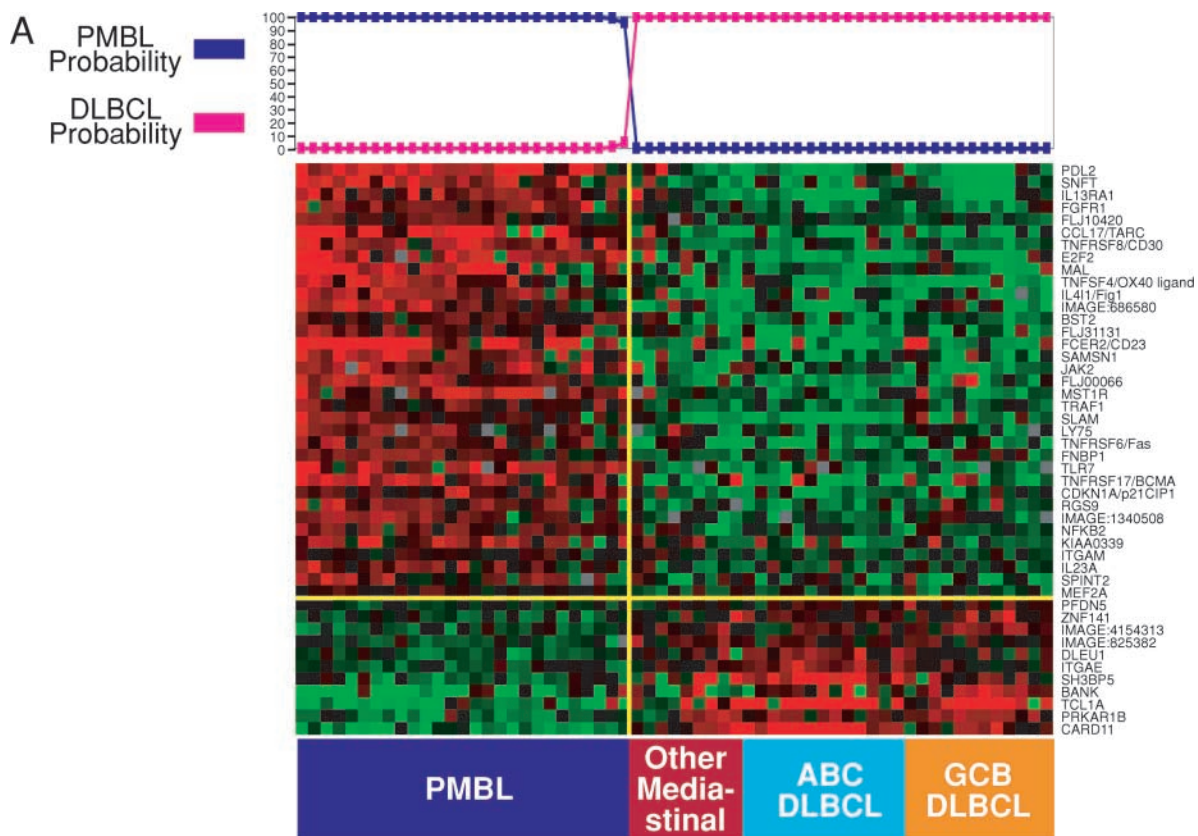 A
PMBL
Probability
DLBCL
Probability
100
90
80
70
60
50
40
30
20
10
0
PDL2
SNFT
IL13RA1
FGFR1
FLJ10420
CCL17/TARC
TNFRSF8/CD30
E2F2
MAL
TNFSF4/OX40 ligand
IL4I1/Fig1
IMAGE:686580
BST2
FLJ31131
FCER2/CD23
SAMSN1
JAK2
FLJ00066
MST1R
TRAF1
SLAM
LY75
TNFRSF6/Fas
FNBP1
TLR7
TNFRSF17/BCMA
CDKN1A/p21CIP1
RGS9
IMAGE:1340508
NFKB2
KIAA0339
ITGAM
IL23A
SPINT2
MEF2A
PFDN5
ZNF141
IMAGE:4154313
IMAGE:825382
DLEU1
ITGAE
SH3BP5
BANK
TCL1A
PRKAR1B
CARD11
PMBL
Other
Media-
stinal
ABC
DLBCL
GCB
DLBCL